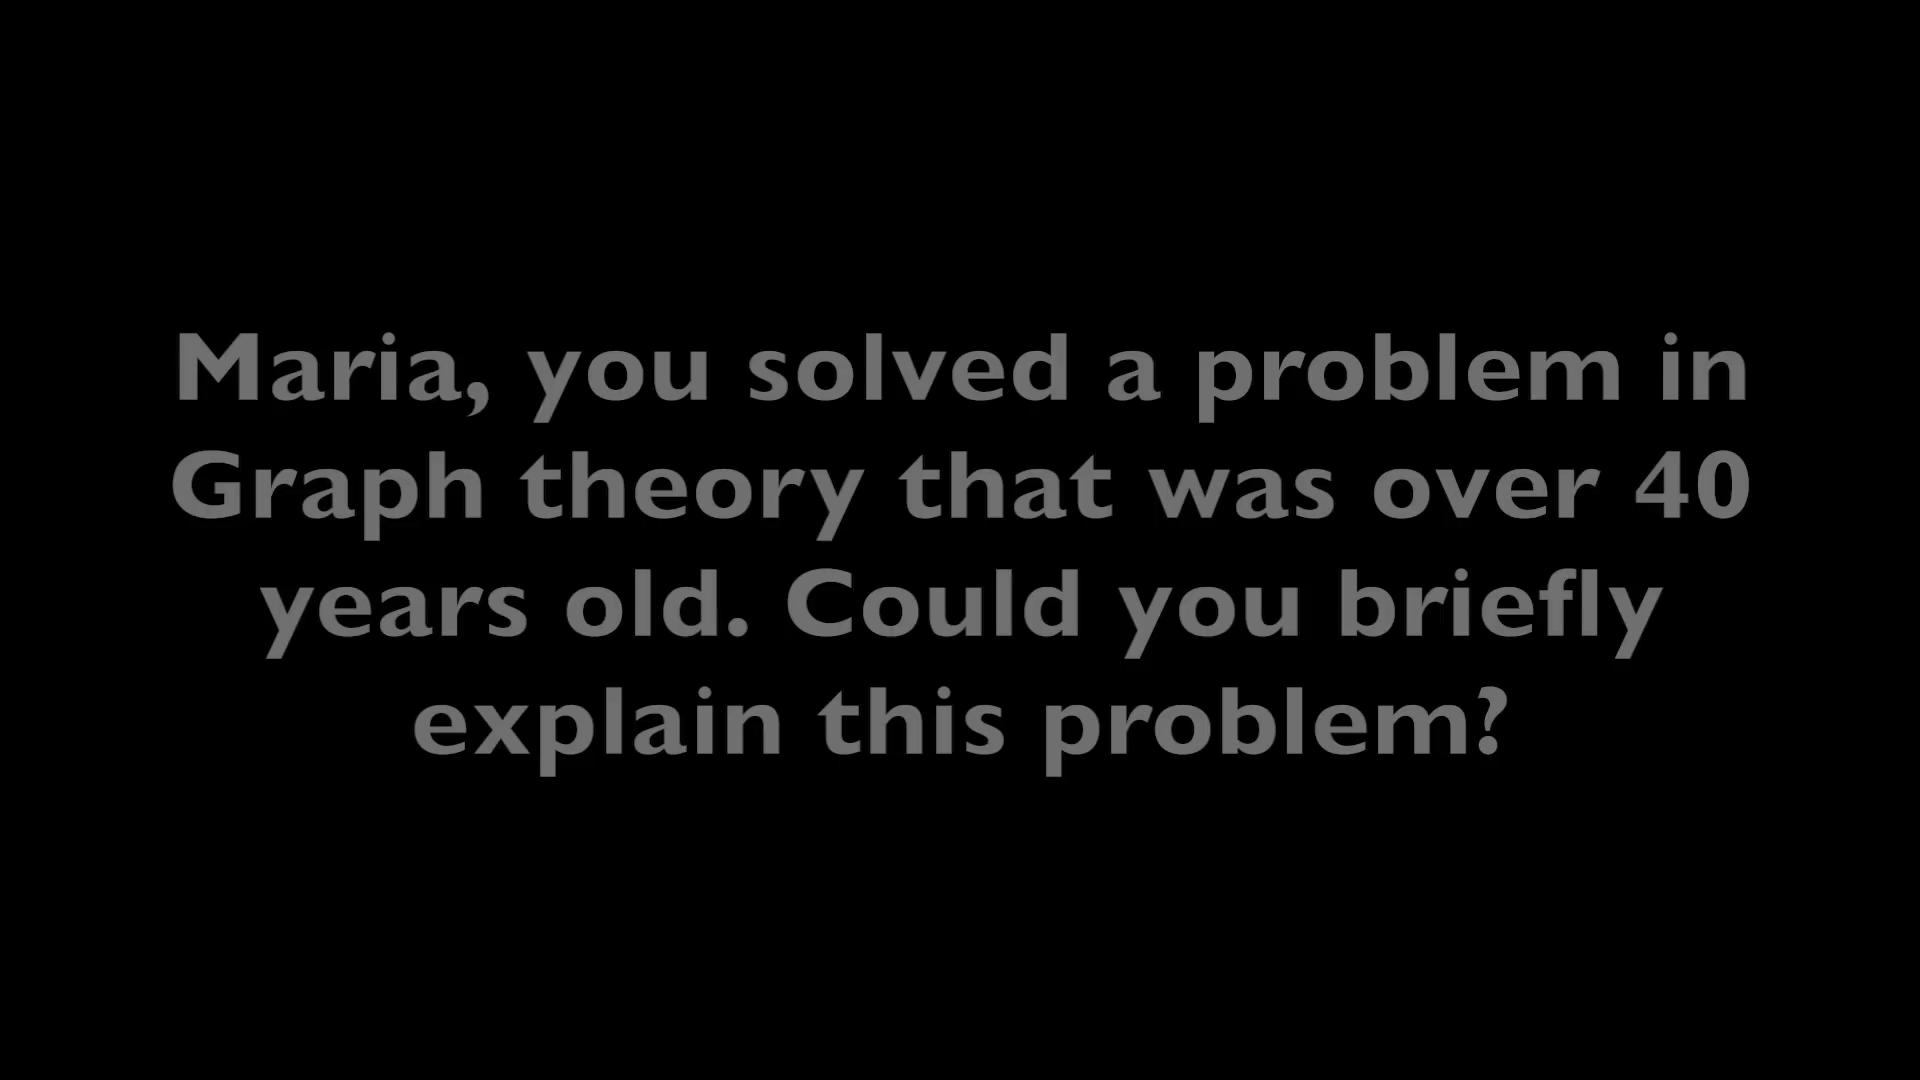 Maria, you solved a problem in
Graph theory that was over 40
years old. Could you briefly
explain this problem?